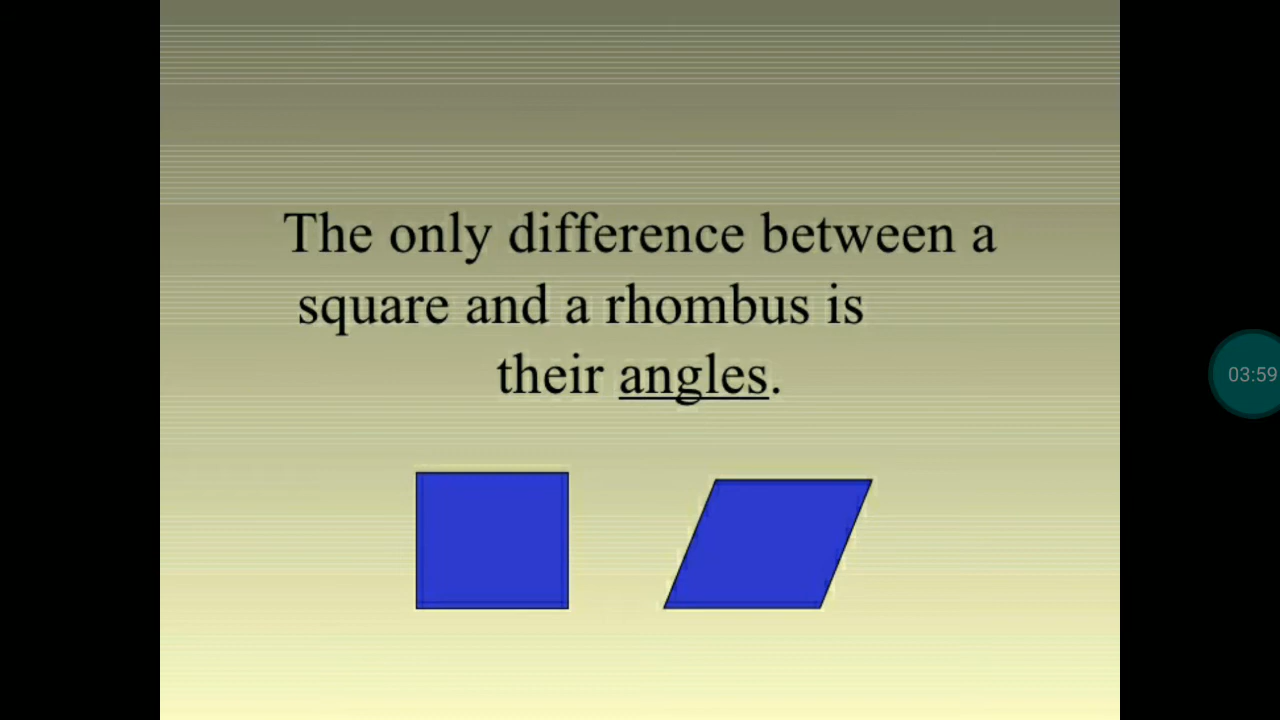 The only difference between a
square and a rhombus is
their angles.
03:59